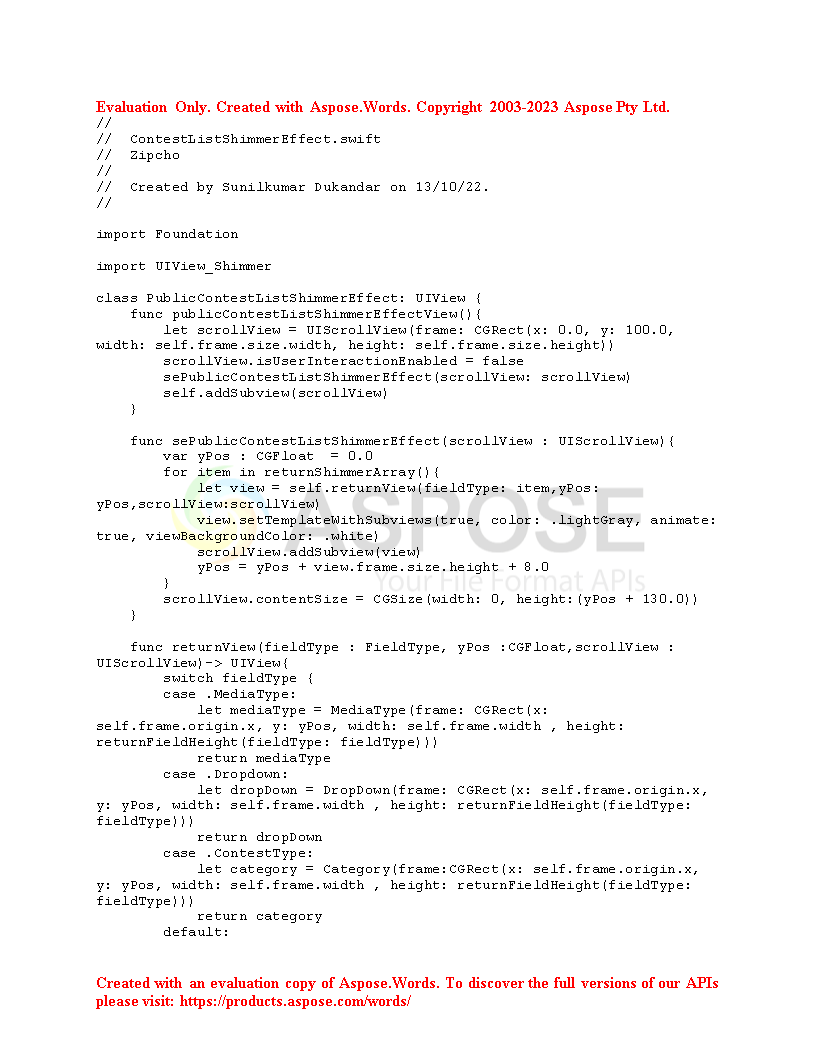 Evaluation Only. Created with Aspose.Words. Copyright 2003-2023 Aspose Pty Ltd.
//
//  ContestListShimmerEffect.swift
//  Zipcho
//
//  Created by Sunilkumar Dukandar on 13/10/22.
//
import Foundation
import UIView_Shimmer
class PublicContestListShimmerEffect: UIView {
    func publicContestListShimmerEffectView(){
        let scrollView = UIScrollView(frame: CGRect(x: 0.0, y: 100.0,
width: self.frame.size.width, height: self.frame.size.height))
        scrollView.isUserInteractionEnabled = false
        sePublicContestListShimmerEffect(scrollView: scrollView)
        self.addSubview(scrollView)
    }
    func sePublicContestListShimmerEffect(scrollView : UIScrollView){
        var yPos : CGFloat  = 0.0
        for item in returnShimmerArray(){
            let view = self.returnView(fieldType: item,yPos:
yPos,scrollView:scrollView)
            view.setTemplateWithSubviews(true, color: .lightGray, animate:
true, viewBackgroundColor: .white)
            scrollView.addSubview(view)
            yPos = yPos + view.frame.size.height + 8.0
        }
        scrollView.contentSize = CGSize(width: 0, height:(yPos + 130.0))
    }
    func returnView(fieldType : FieldType, yPos :CGFloat,scrollView :
UIScrollView)-> UIView{
        switch fieldType {
        case .MediaType:
            let mediaType = MediaType(frame: CGRect(x:
self.frame.origin.x, y: yPos, width: self.frame.width , height:
returnFieldHeight(fieldType: fieldType)))
            return mediaType
        case .Dropdown:
            let dropDown = DropDown(frame: CGRect(x: self.frame.origin.x,
y: yPos, width: self.frame.width , height: returnFieldHeight(fieldType:
fieldType)))
            return dropDown
        case .ContestType:
            let category = Category(frame:CGRect(x: self.frame.origin.x,
y: yPos, width: self.frame.width , height: returnFieldHeight(fieldType:
fieldType)))
            return category
        default:
ASPOSE
Your File Format APIs
Created with an evaluation copy of Aspose.Words. To discover the full versions of our APIs
please visit: https://products.aspose.com/words/